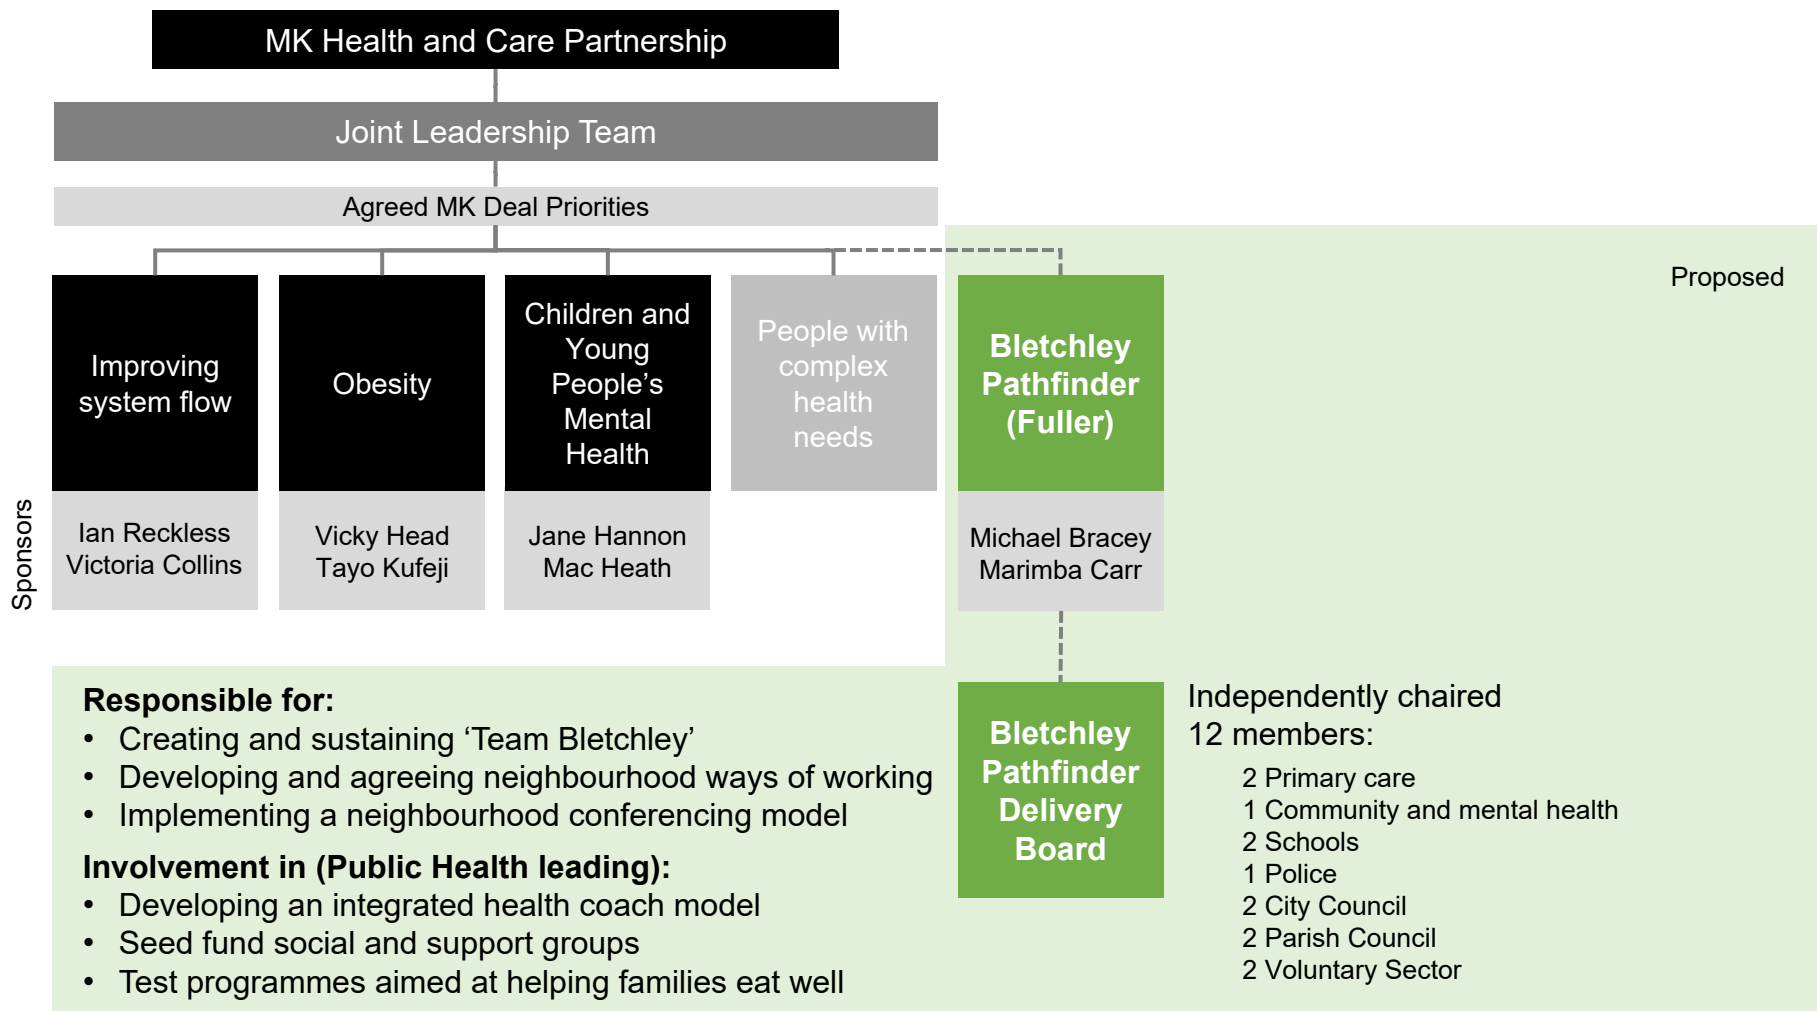 MK Health and Care Partnership
Joint Leadership Team
Agreed MK Deal Priorities
Proposed
Improving
system flow
Obesity
Children and
Young
People’s
Mental
Health
People with
complex
health
needs
Bletchley
Pathfinder
(Fuller)
Sponsors
Ian Reckless
Victoria Collins
Vicky Head
Tayo Kufeji
Jane Hannon
Mac Heath
Michael Bracey
Marimba Carr
Responsible for:
• Creating and sustaining ‘Team Bletchley’
• Developing and agreeing neighbourhood ways of working
• Implementing a neighbourhood conferencing model
Involvement in (Public Health leading):
• Developing an integrated health coach model
• Seed fund social and support groups
• Test programmes aimed at helping families eat well
Bletchley
Pathfinder
Delivery
Board
Independently chaired
12 members:
2 Primary care
1 Community and mental health
2 Schools
1 Police
2 City Council
2 Parish Council
2 Voluntary Sector